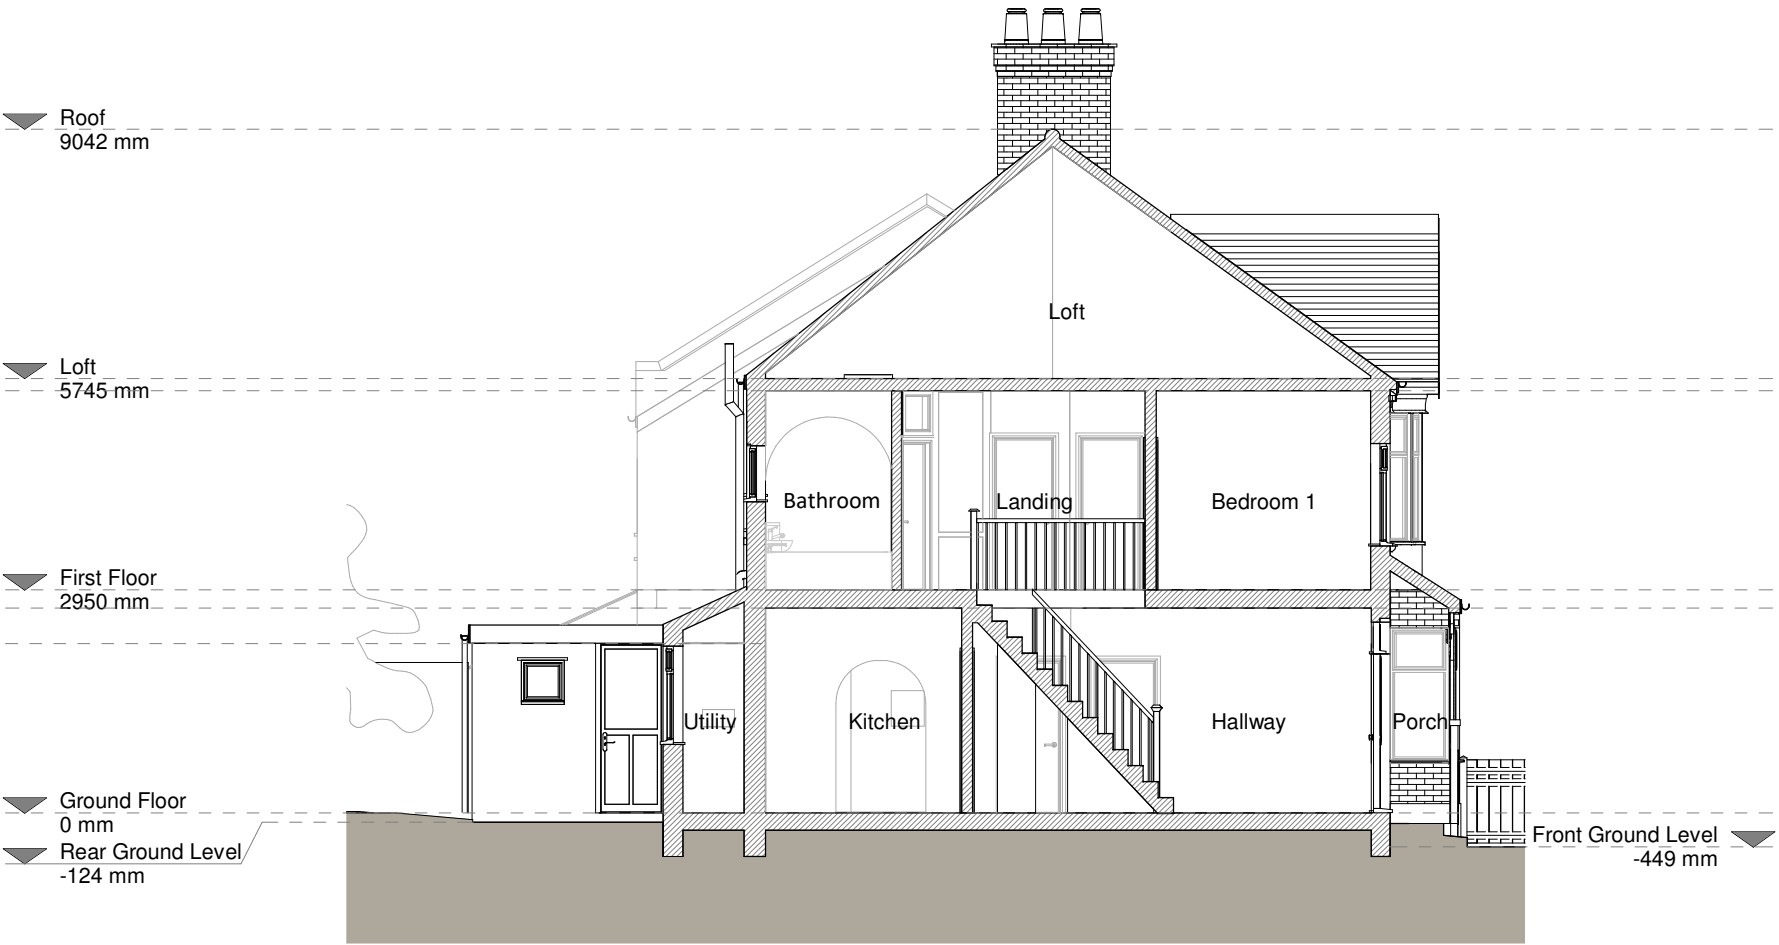 Roof
9042 mm
Loft
Loft
5745 mm
Bathroom
Landing
Bedroom 1
First Floor
2950 mm
Utility
Kitchen
Hallway
Porch
Ground Floor
0 mm
Rear Ground Level
-124 mm
Front Ground Level
-449 mm